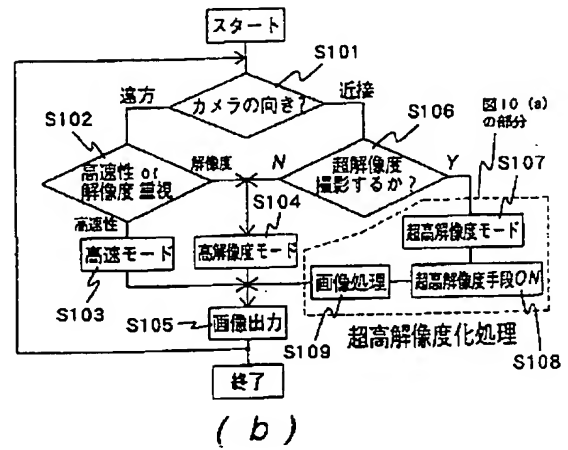 スタート
S101
カメラの向き?
遠方
近接
S102
高速性 or
解像度重視
解像度
高速性
S106
超解像度
撮影するか?
N
Y
図10 (a)
の部分
S107
超高解像度モード
S104
高解像度モード
高速モード
S103
画像処理
超高解像度手段ON
S109
S108
超高解像度化処理
S105
画像出力
終了
(b)